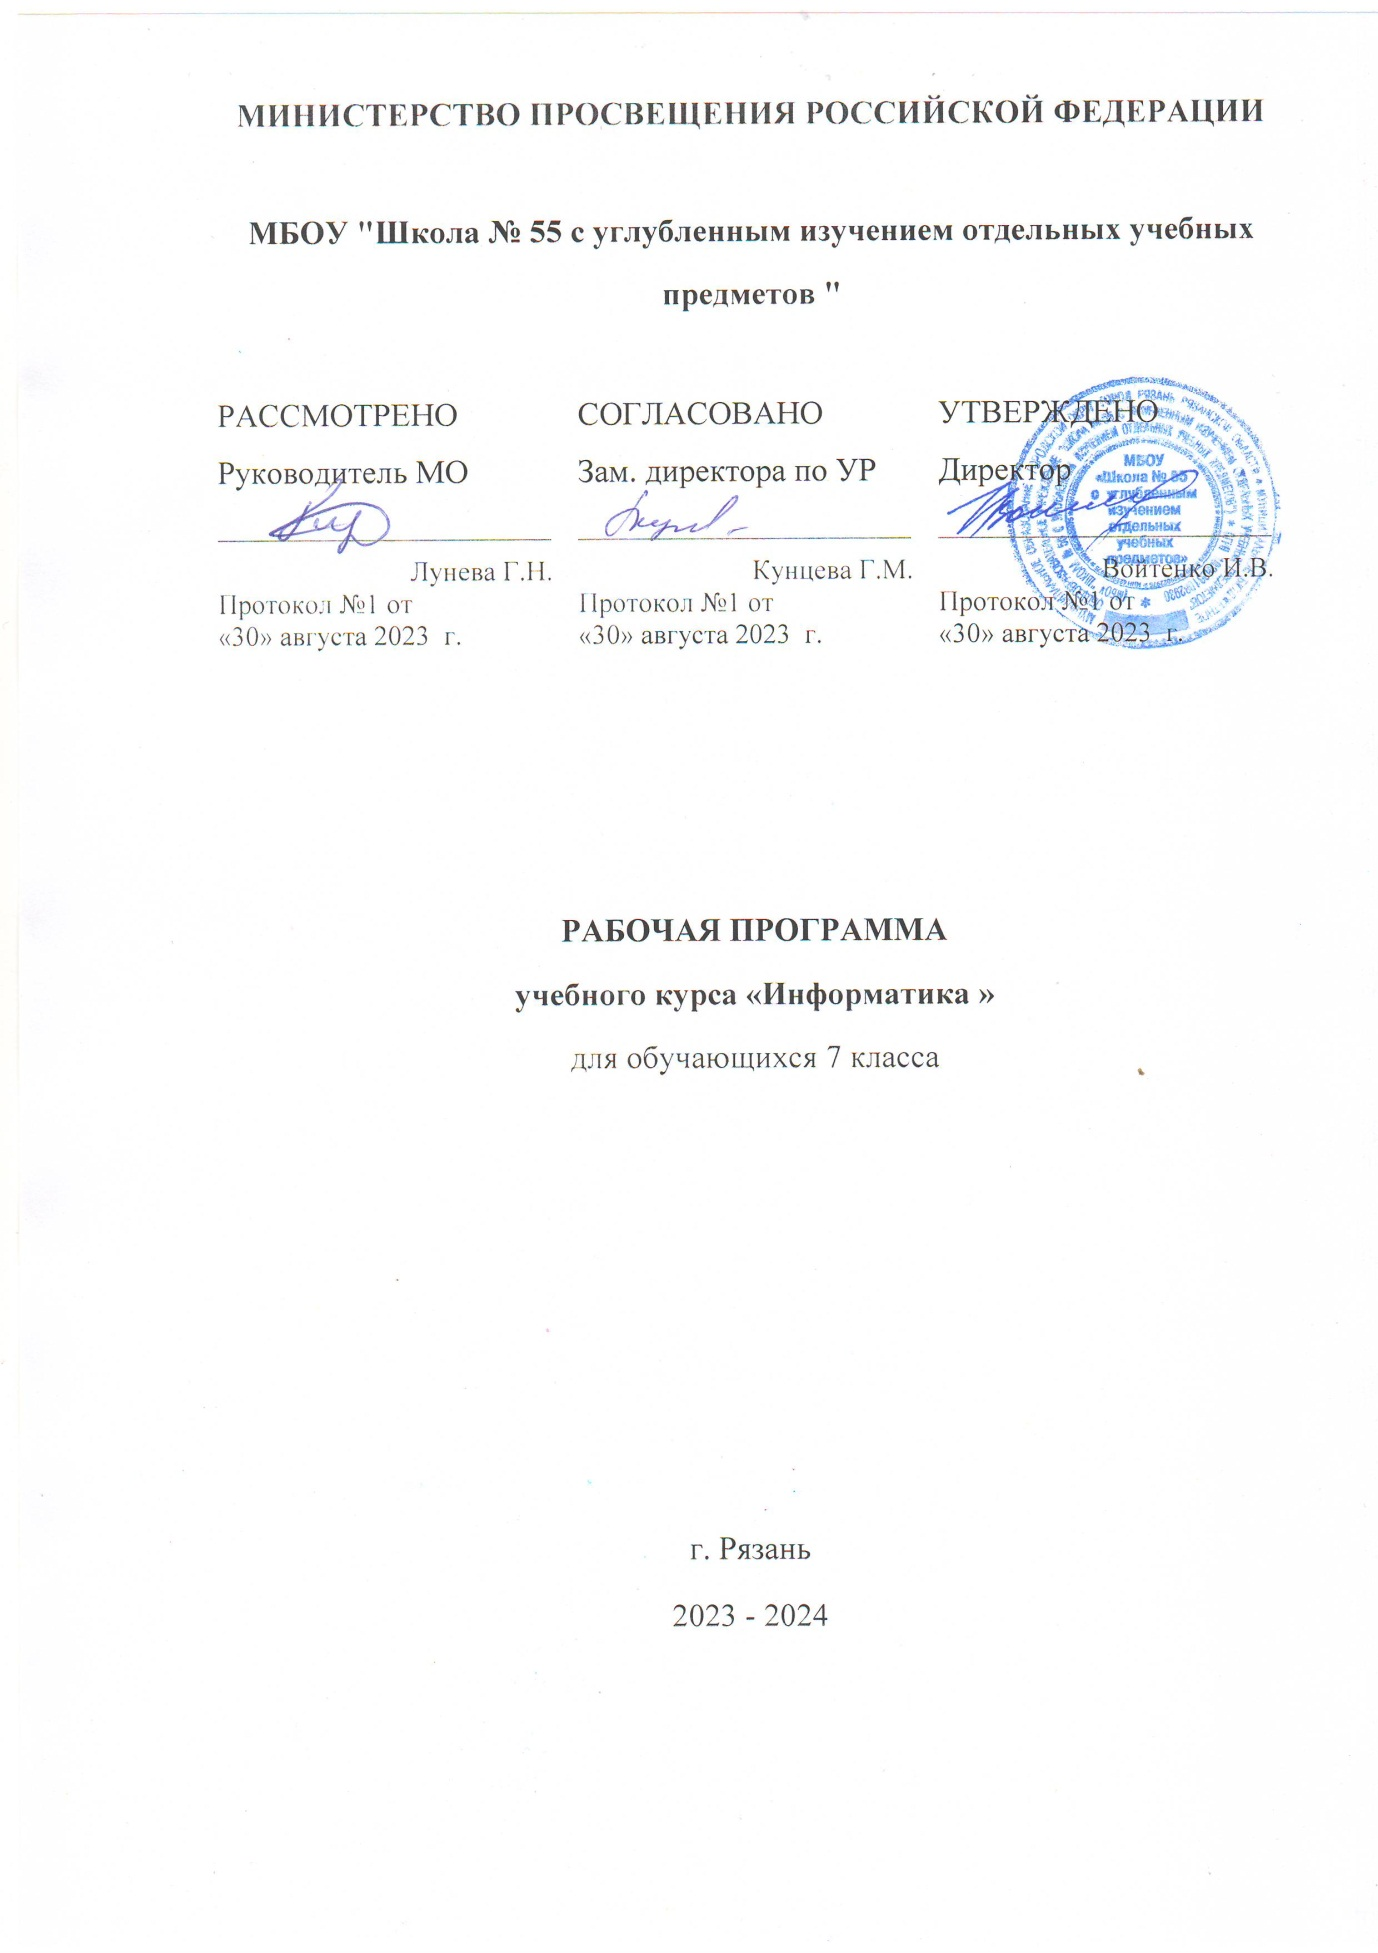 МИНИСТЕРСТВО ПРОСВЕЩЕНИЯ РОССИЙСКОЙ ФЕДЕРАЦИИ
МБОУ "Школа № 55 с углубленным изучением отдельных учебных
предметов "
РАССМОТРЕНО
Руководитель МО
Лунева Г.Н.
Протокол №1 от
«30» августа 2023 г.
СОГЛАСОВАНО
Зам. директора по УР
Кунцева Г.М.
Протокол №1 от
«30» августа 2023 г.
УТВЕРЖДЕНО
Директор
Войтенко И.В.
Протокол №1 от
«30» августа 2023 г.
МБОУ
«Школа № 55
с углубленным
изучением
отдельных
учебных
предметов»
РАБОЧАЯ ПРОГРАММА
учебного курса «Информатика »
для обучающихся 7 класса
г. Рязань
2023 - 2024